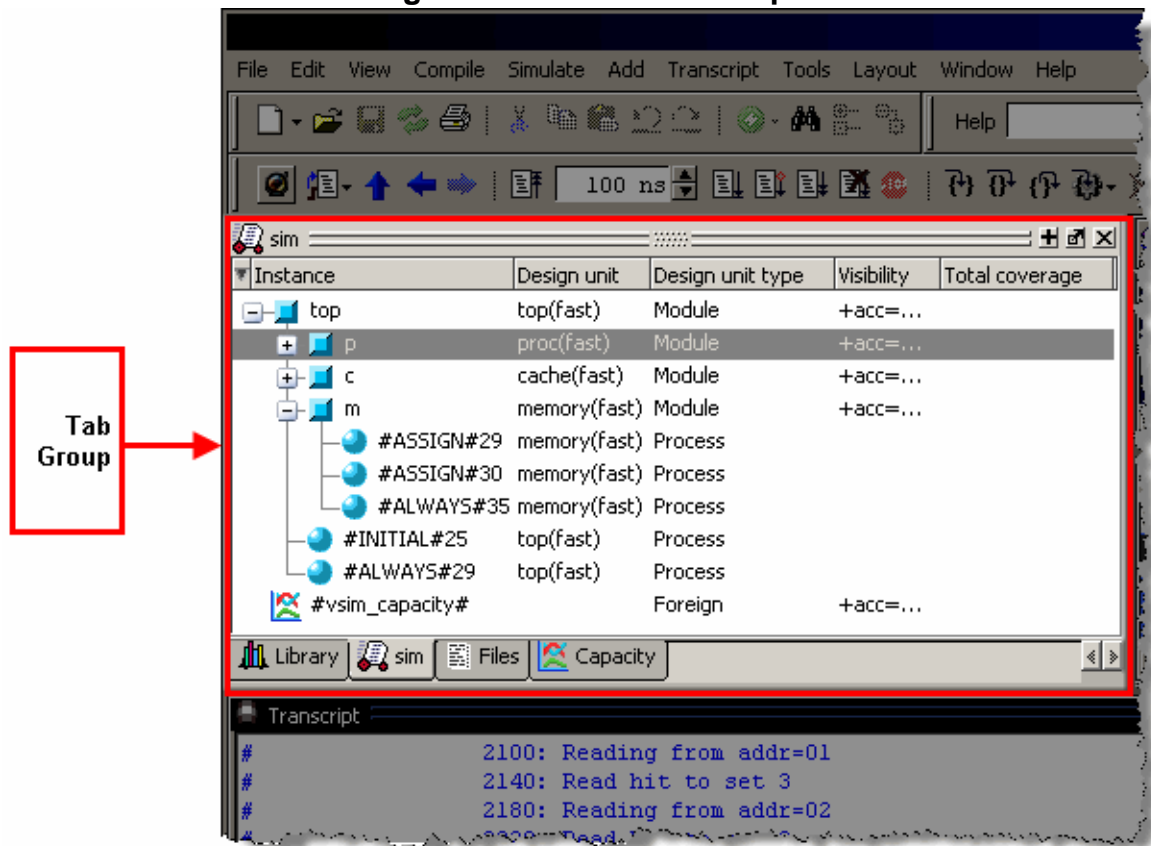 File Edit View Compile Simulate Add Transcript Tools Layout Window Help
Help
100 ns
sim
Instance Design unit Design unit type Visibility Total coverage
top top(fast) Module +acc=...
p proc(fast) Module +acc=...
c cache(fast) Module +acc=...
m memory(fast) Module +acc=...
#ASSIGN#29 memory(fast) Process
#ASSIGN#30 memory(fast) Process
#ALWAYS#35 memory(fast) Process
#INITIAL#25 top(fast) Process
#ALWAYS#29 top(fast) Process
#vsim_capacity# Foreign +acc=...
Tab
Group
Library sim Files Capacity
Transcript
# 2100: Reading from addr=01
# 2140: Read hit to set 3
# 2180: Reading from addr=02